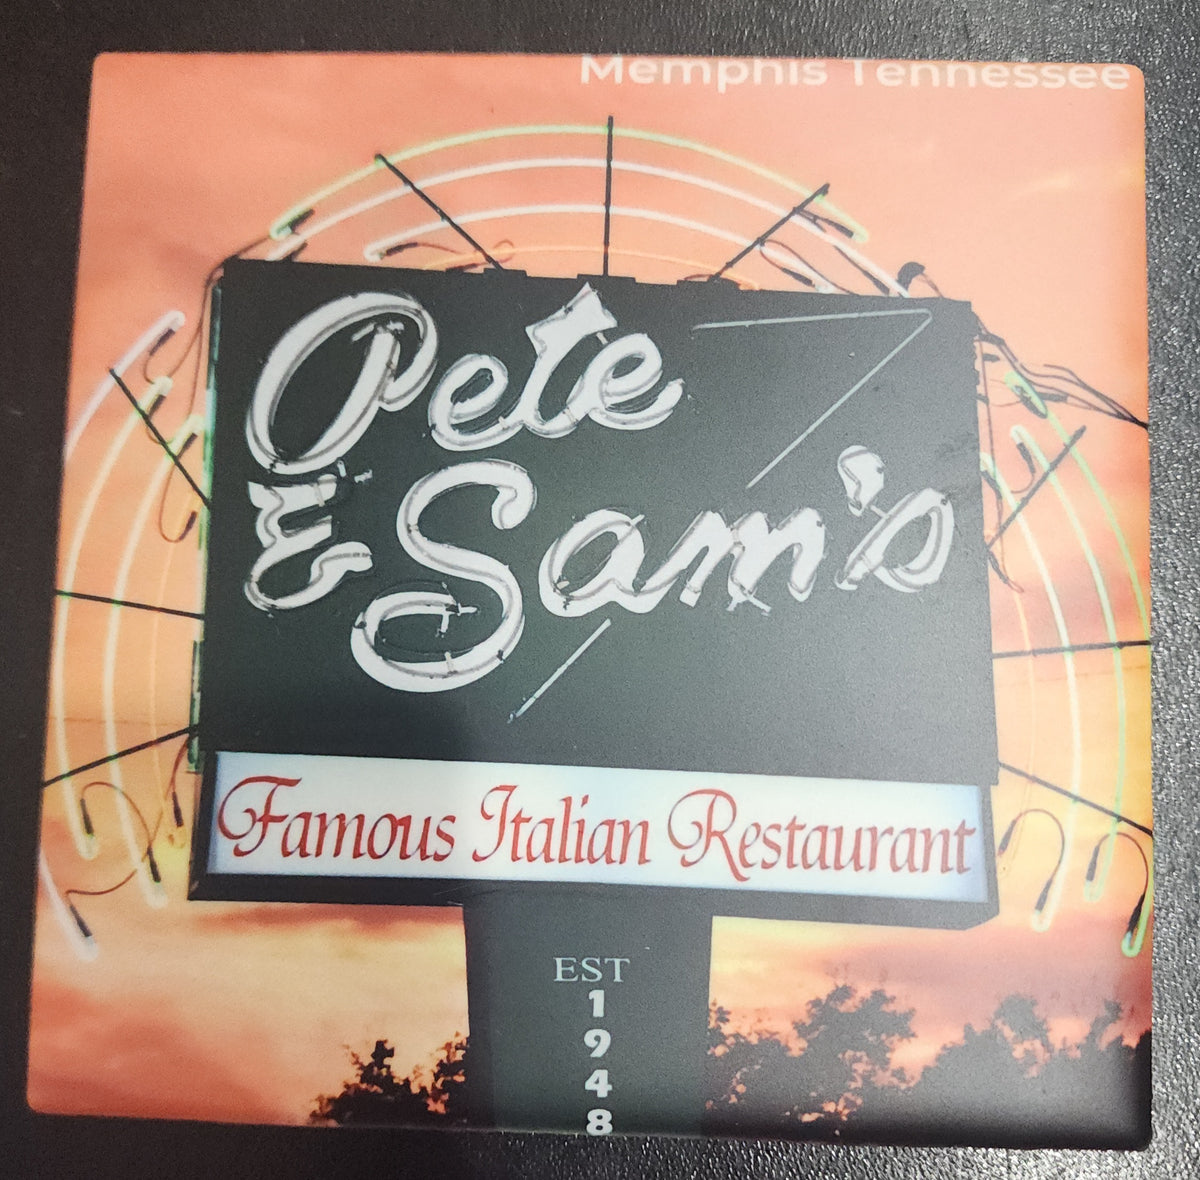 Memphis Tennessee
Pete
& Sam's
Famous Italian Restaurant
EST
1
9
4
8